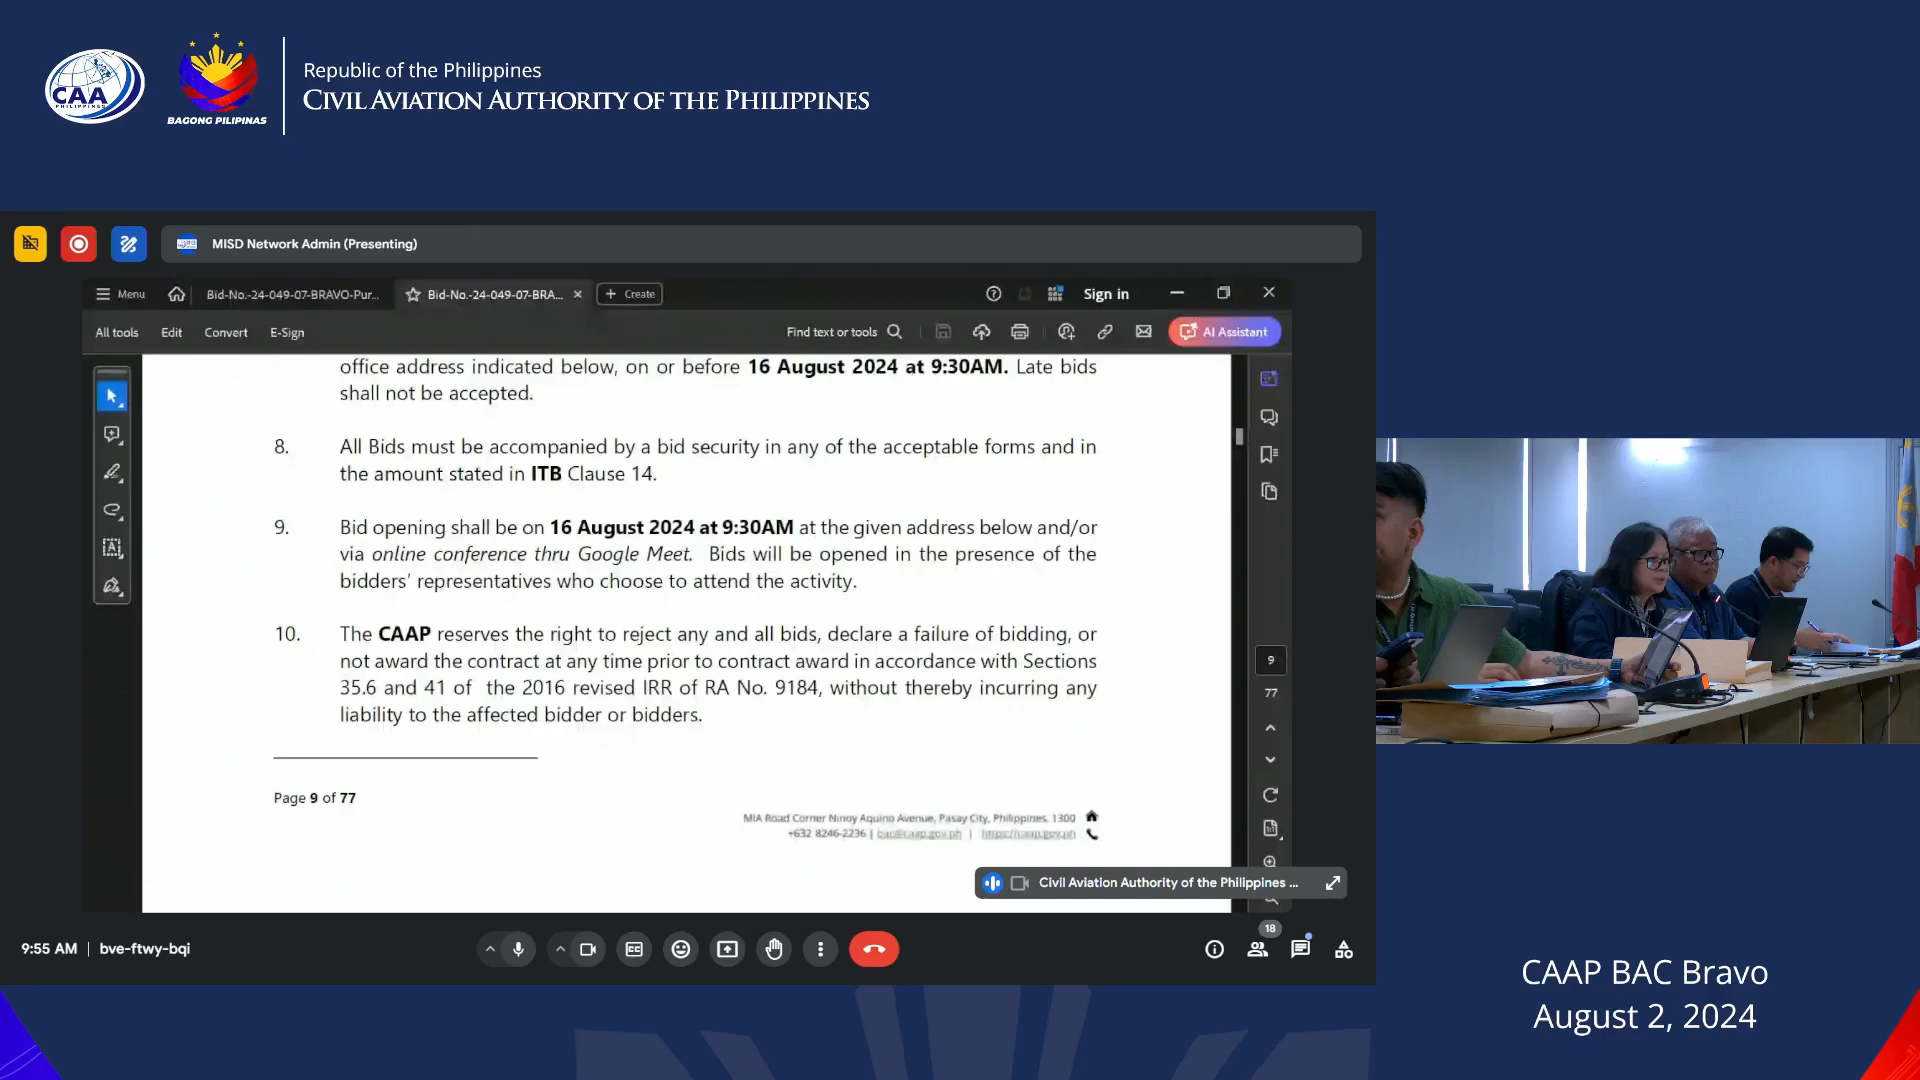 CAA
PHILIPPINES
BAGONG PILIPINAS
Republic of the Philippines
CIVIL AVIATION AUTHORITY OF THE PHILIPPINES
MISD Network Admin (Presenting)
Menu
Bid-No.-24-049-07-BRAVO-Pur...
Bid-No.-24-049-07-BRA...
Create
Sign in
All tools
Edit
Convert
E-Sign
Find text or tools
AI Assistant
office address indicated below, on or before 16 August 2024 at 9:30AM. Late bids
shall not be accepted.
8. All Bids must be accompanied by a bid security in any of the acceptable forms and in
the amount stated in ITB Clause 14.
9. Bid opening shall be on 16 August 2024 at 9:30AM at the given address below and/or
via online conference thru Google Meet. Bids will be opened in the presence of the
bidders' representatives who choose to attend the activity.
10. The CAAP reserves the right to reject any and all bids, declare a failure of bidding, or
not award the contract at any time prior to contract award in accordance with Sections
35.6 and 41 of the 2016 revised IRR of RA No. 9184, without thereby incurring any
liability to the affected bidder or bidders.
Page 9 of 77
MIA Road Corner Ninoy Aquino Avenue, Pasay City, Philippines. 1300
+632 8246-2236 | bac@caap.gov.ph | https://caap.gov.ph
9
77
Civil Aviation Authority of the Philippines ...
9:55 AM | bve-ftwy-bqi
CC
18
CAAP BAC Bravo
August 2, 2024